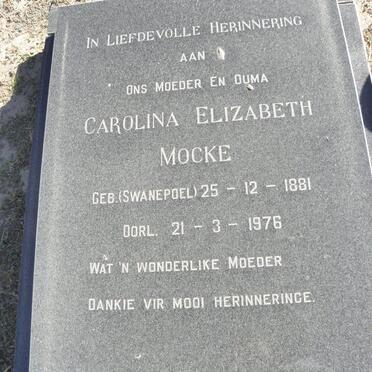 In Liefdevolle Herinnering
aan
ons Moeder en Ouma
Carolina Elizabeth
Mocke
Geb. (Swanepoel) 25 - 12 - 1881
Oorl. 21 - 3 - 1976
Wat 'n wonderlike Moeder
Dankie vir mooi herinneringe.